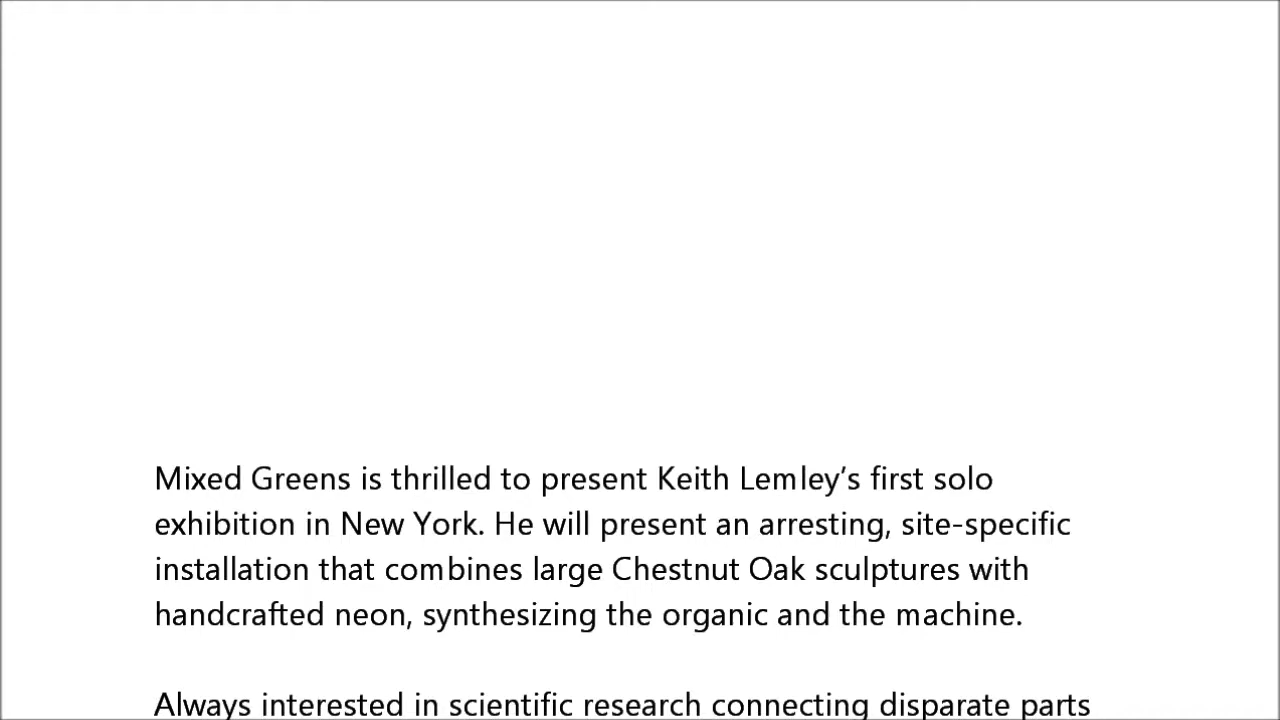 Mixed Greens is thrilled to present Keith Lemley’s first solo
exhibition in New York. He will present an arresting, site-specific
installation that combines large Chestnut Oak sculptures with
handcrafted neon, synthesizing the organic and the machine.
Always interested in scientific research connecting disparate parts